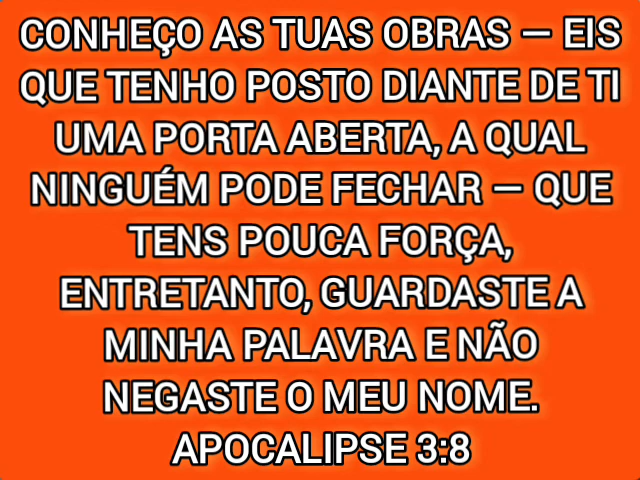 CONHEÇO AS TUAS OBRAS — EIS
QUE TENHO POSTO DIANTE DE TI
UMA PORTA ABERTA, A QUAL
NINGUÉM PODE FECHAR — QUE
TENS POUCA FORÇA,
ENTRETANTO, GUARDASTE A
MINHA PALAVRA E NÃO
NEGASTE O MEU NOME.
APOCALIPSE 3:8